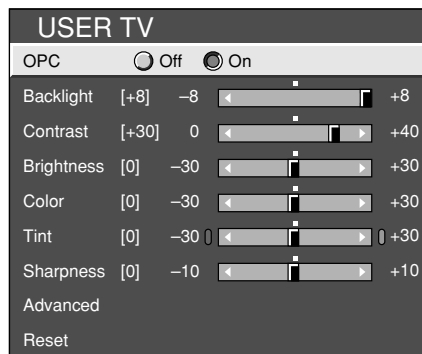 USER TV
OPC Off On
Backlight [+8] –8 +8
Contrast [+30] 0 +40
Brightness [0] –30 +30
Color [0] –30 +30
Tint [0] –30 +30
Sharpness [0] –10 +10
Advanced
Reset